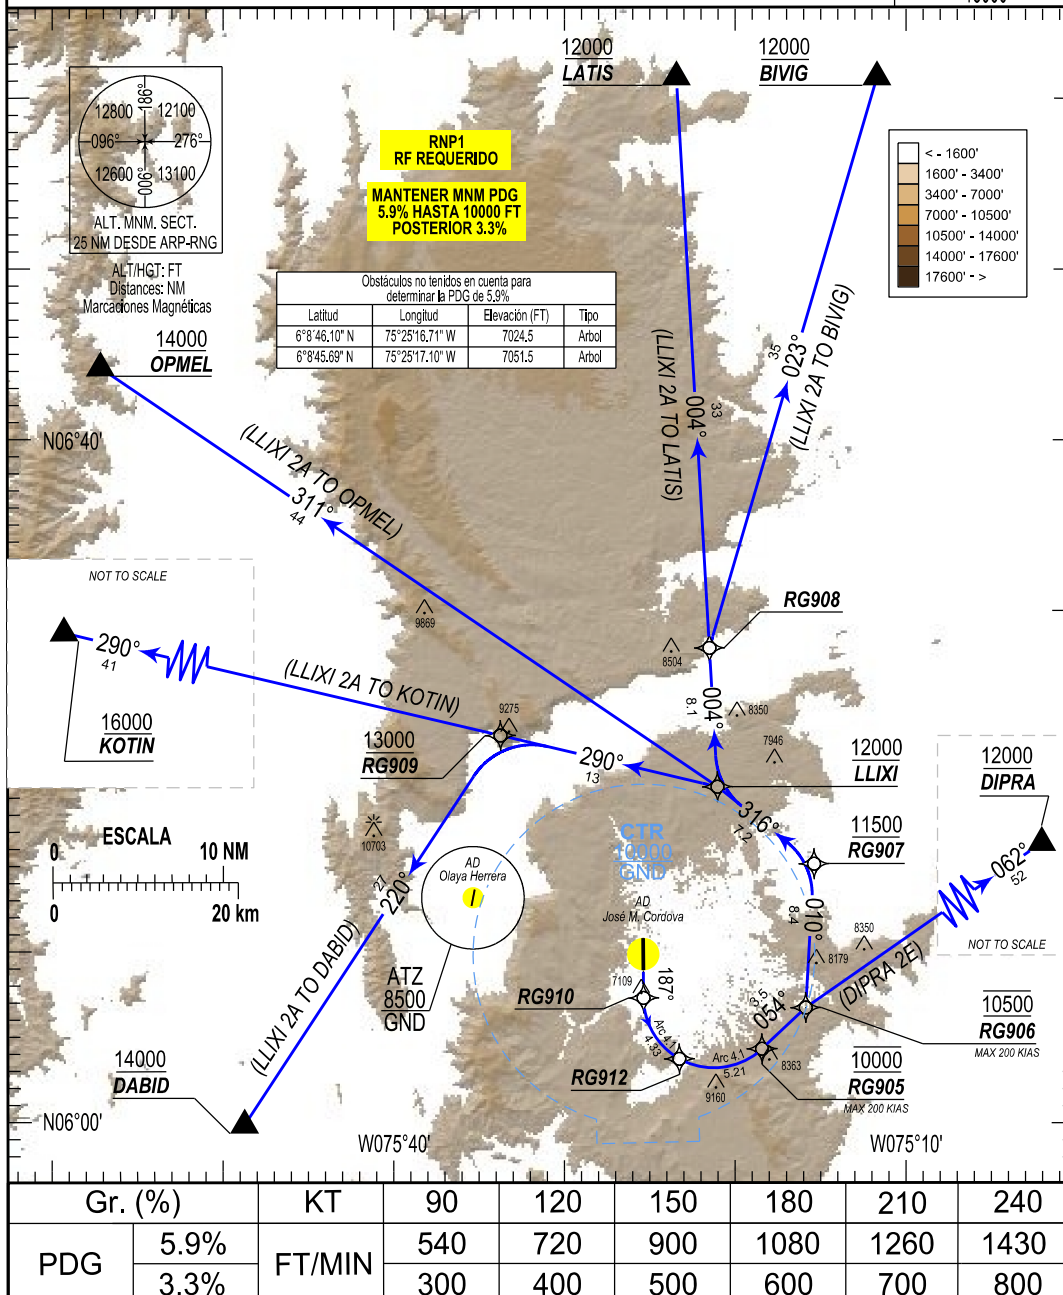 12000
LATIS
12000
BIVIG
186°
12800
12100
096°
276°
12600
13100
006°
ALT. MNM. SECT.
25 NM DESDE ARP-RNG
ALT/HGT: FT
Distances: NM
Marcaciones Magnéticas
RNP1
RF REQUERIDO
MANTENER MNM PDG
5.9% HASTA 10000 FT
POSTERIOR 3.3%
< - 1600'
1600' - 3400'
3400' - 7000'
7000' - 10500'
10500' - 14000'
14000' - 17600'
17600' - >
Obstáculos no tenidos en cuenta para
determinar la PDG de 5.9%
Latitud Longitud Elevación (FT) Tipo
6°8'46.10" N 75°25'16.71" W 7024.5 Arbol
6°8'45.69" N 75°25'17.10" W 7051.5 Arbol
14000
OPMEL
N06°40'
(LLIXI 2A TO OPMEL)
311°
44
(LLIXI 2A TO LATIS)
004°
33
35
023°
(LLIXI 2A TO BIVIG)
NOT TO SCALE
290°
41
16000
KOTIN
(LLIXI 2A TO KOTIN)
9869
8504
RG908
004°
8.1
8350
7946
9275
13000
RG909
290°
13
12000
LLIXI
12000
DIPRA
316°
7.2
11500
RG907
062°
52
NOT TO SCALE
ESCALA
0 10 NM
0 20 km
10703
CTR
10000
GND
AD
Olaya Herrera
AD
José M. Cordova
27
220°
(LLIXI 2A TO DABID)
ATZ
8500
GND
010°
8.4
8350
8179
(DIPRA 2E)
7109
187°
RG910
Arc 4.1
4.33
RG912
Arc 4.1
5.21
9160
8363
3.5
054°
10500
RG906
MAX 200 KIAS
10000
RG905
MAX 200 KIAS
14000
DABID
N06°00'
W075°40'
W075°10'
Gr. (%) KT 90 120 150 180 210 240
PDG 5.9% FT/MIN 540 720 900 1080 1260 1430
3.3% 300 400 500 600 700 800